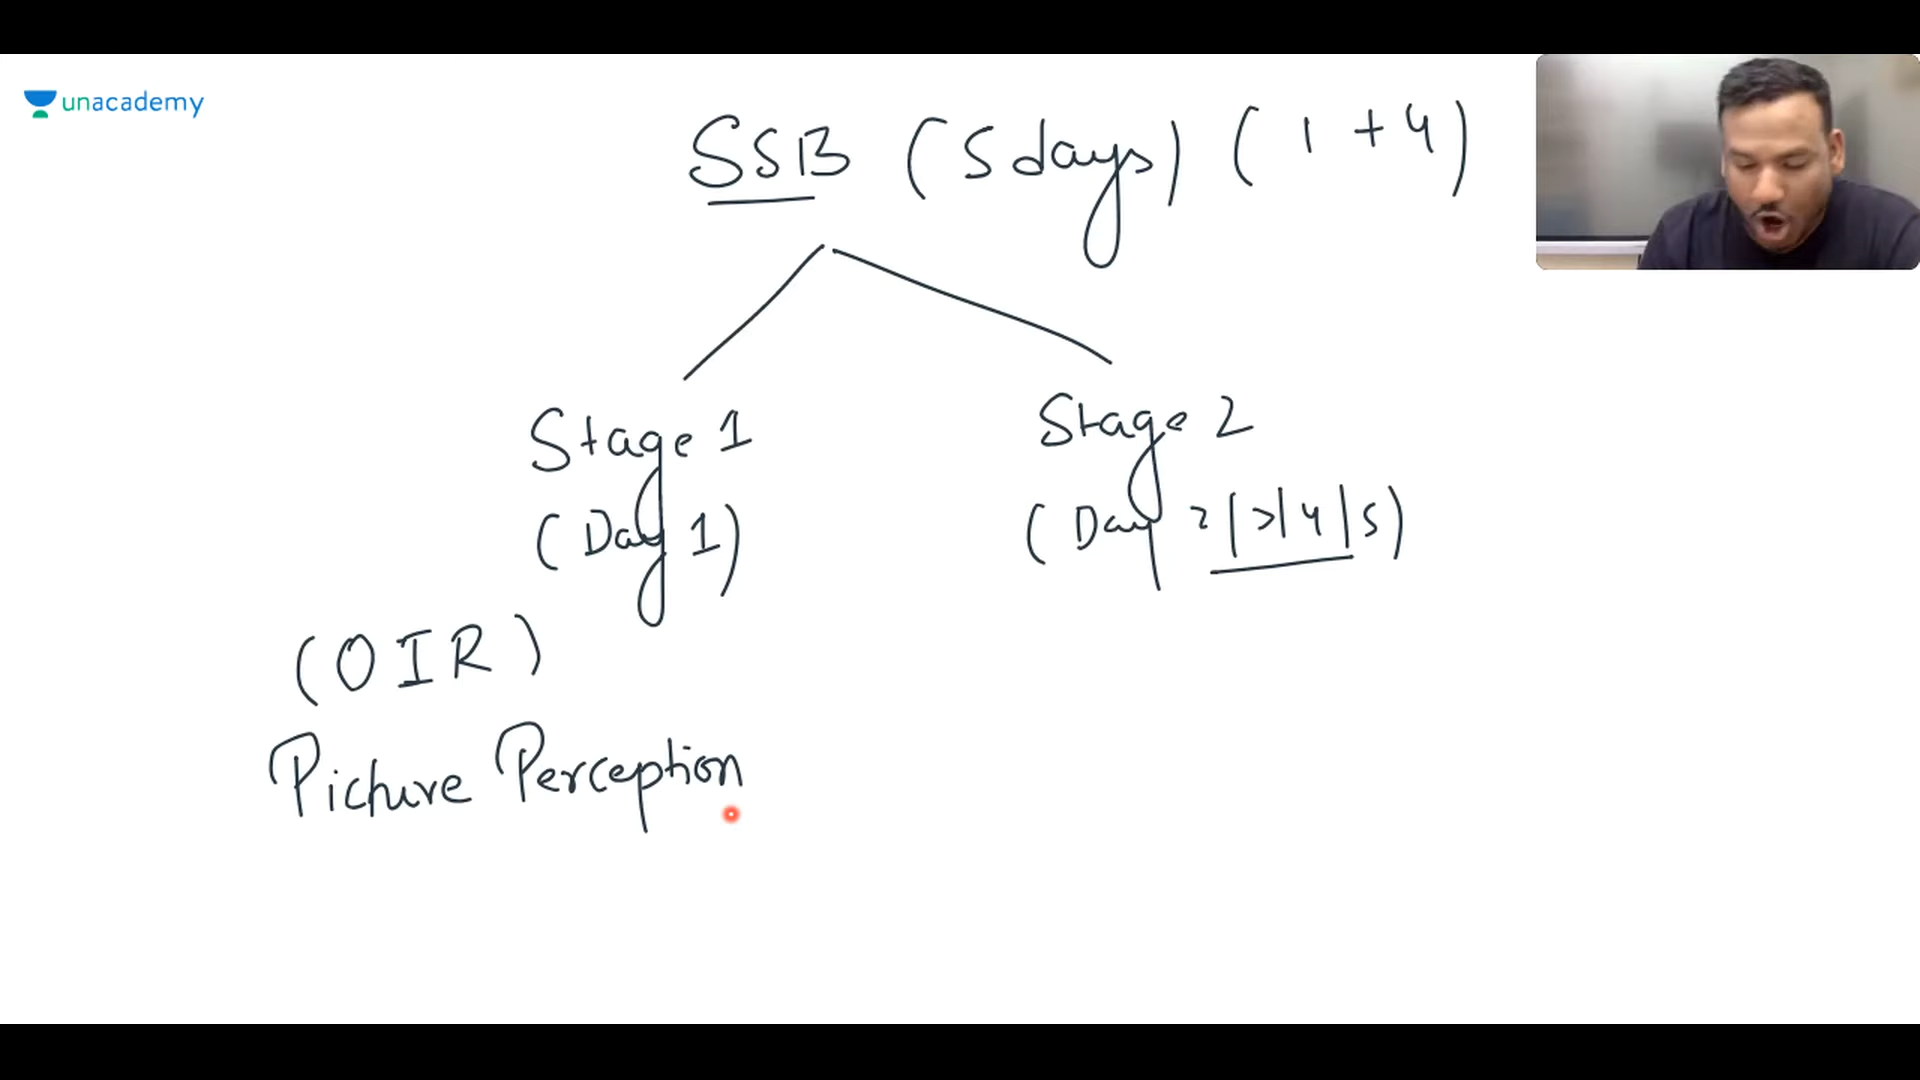 unacademy
SSB (5 days) (1 + 4)
Stage 1
(Day 1)
Stage 2
(Day 2|3|4|5)
(OIR)
Picture Perception